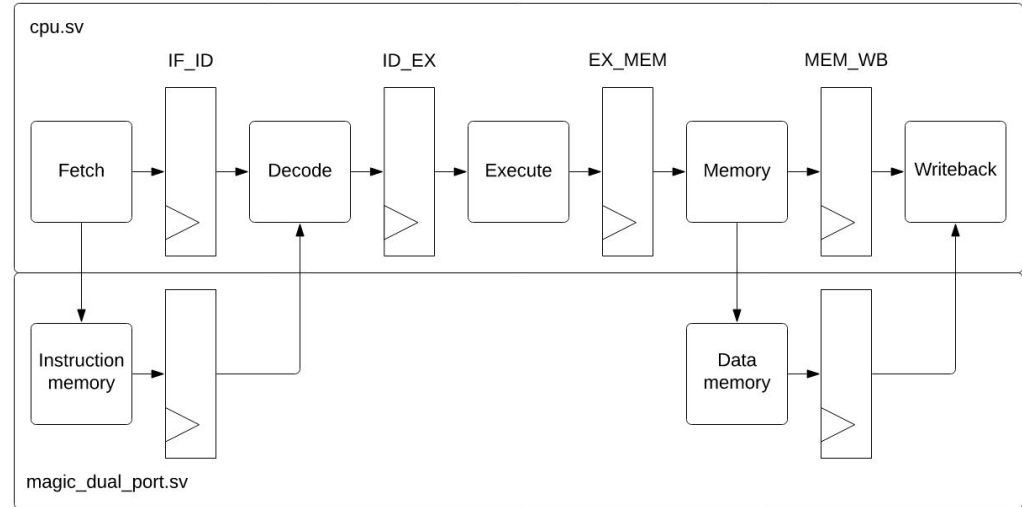 cpu.sv
IF_ID
ID_EX
EX_MEM
MEM_WB
Fetch
Decode
Execute
Memory
Writeback
Instruction
memory
Data
memory
magic_dual_port.sv